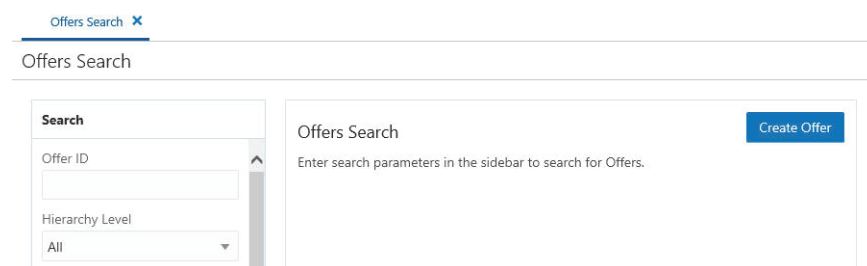 Offers Search
Offers Search
Search
Offer ID
Hierarchy Level
All
Offers Search
Create Offer
Enter search parameters in the sidebar to search for Offers.